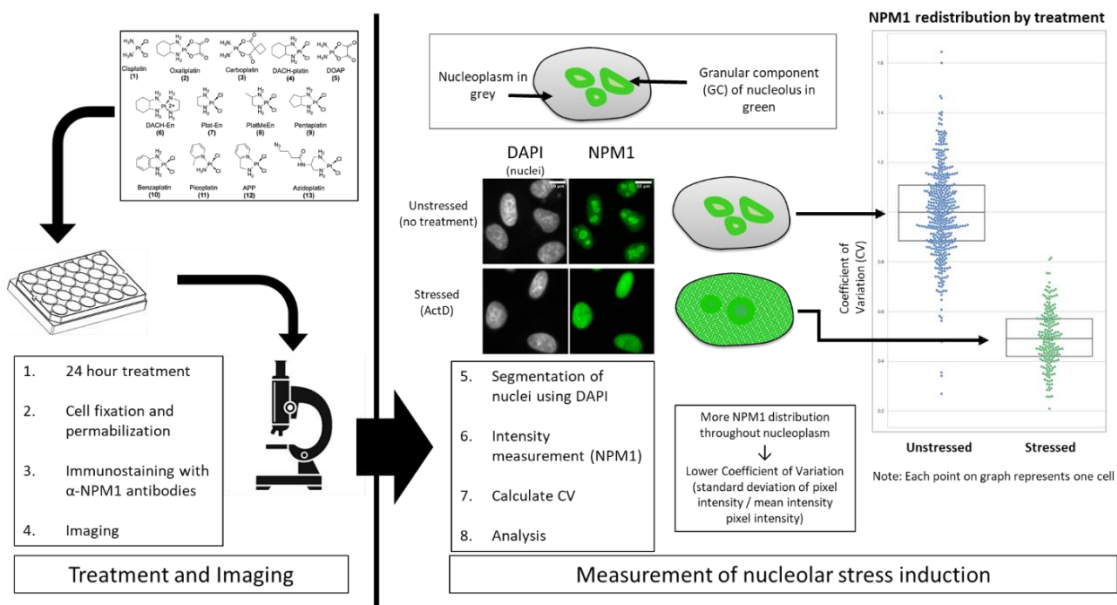 Cisplatin
(1)
Oxaliplatin
(2)
Carboplatin
(3)
DACH-platin
(4)
DOAP
(5)
DACH-En
(6)
Plat-En
(7)
PlatMeEn
(8)
Pentaplatin
(9)
Benzaplatin
(10)
Picoplatin
(11)
APP
(12)
Azidoplatin
(13)
1. 24 hour treatment
2. Cell fixation and
permabilization
3. Immunostaining with
α-NPM1 antibodies
4. Imaging
Treatment and Imaging
Nucleoplasm in
grey
Granular component
(GC) of nucleolus in
green
DAPI
(nuclei)
NPM1
Unstressed
(no treatment)
Stressed
(ActD)
5. Segmentation of
nuclei using DAPI
6. Intensity
measurement (NPM1)
7. Calculate CV
8. Analysis
More NPM1 distribution
throughout nucleoplasm
Lower Coefficient of Variation
(standard deviation of pixel
intensity / mean intensity
pixel intensity)
NPM1 redistribution by treatment
Coefficient of
Variation (CV)
Unstressed
Stressed
Note: Each point on graph represents one cell
Measurement of nucleolar stress induction